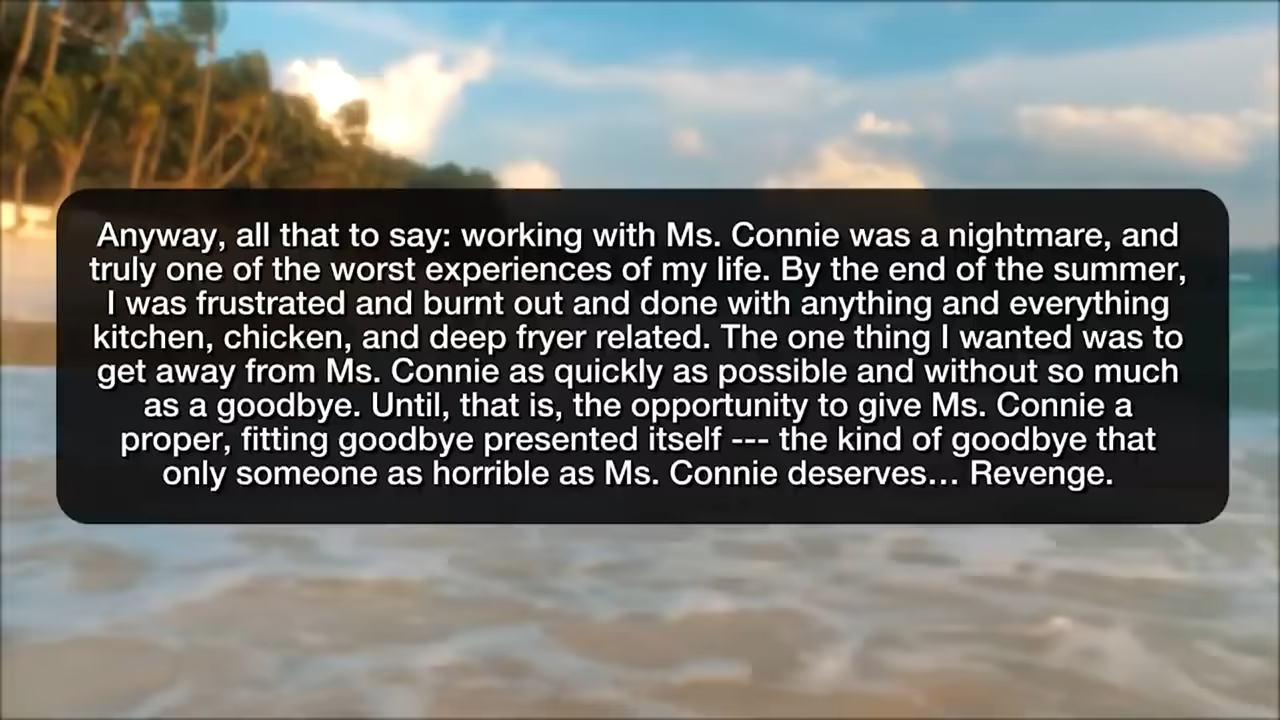 Anyway, all that to say: working with Ms. Connie was a nightmare, and
truly one of the worst experiences of my life. By the end of the summer,
I was frustrated and burnt out and done with anything and everything
kitchen, chicken, and deep fryer related. The one thing I wanted was to
get away from Ms. Connie as quickly as possible and without so much
as a goodbye. Until, that is, the opportunity to give Ms. Connie a
proper, fitting goodbye presented itself --- the kind of goodbye that
only someone as horrible as Ms. Connie deserves... Revenge.